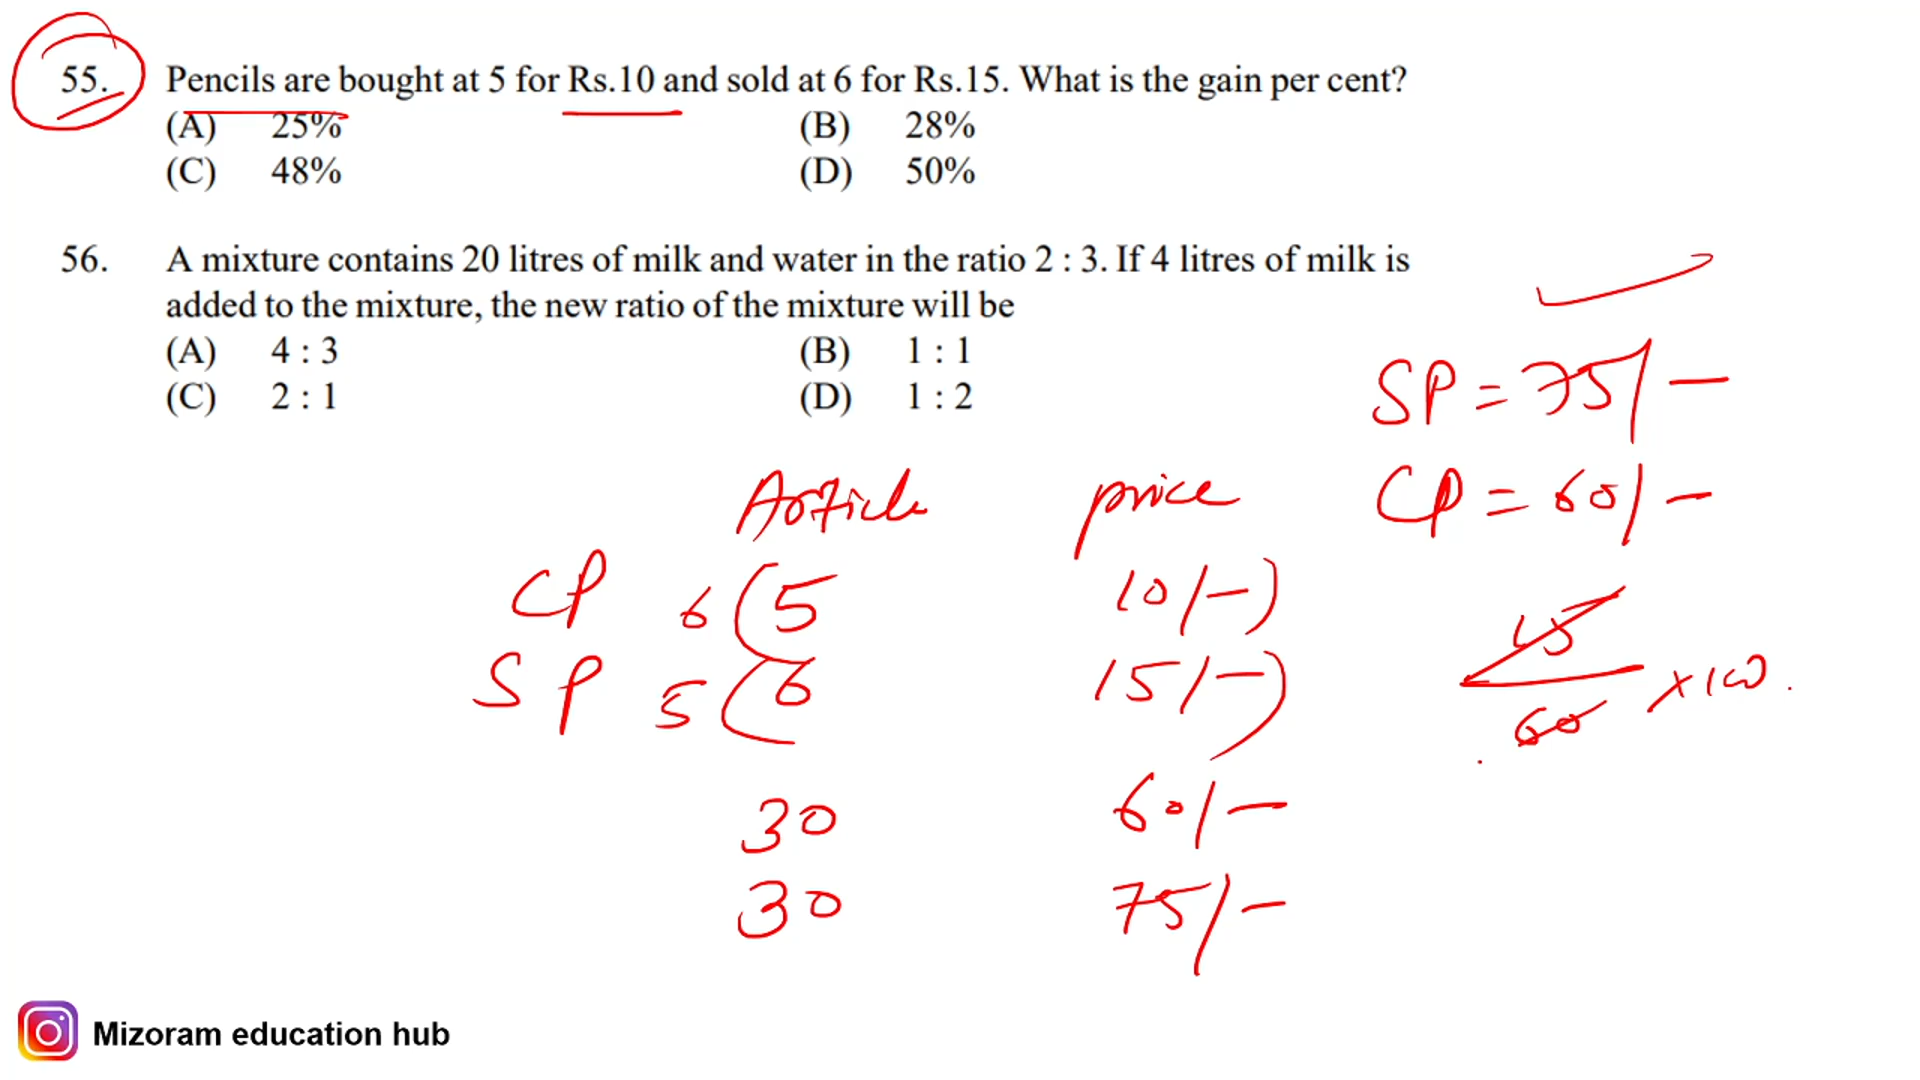 55. Pencils are bought at 5 for Rs.10 and sold at 6 for Rs.15. What is the gain per cent?
(A) 25% (B) 28%
(C) 48% (D) 50%
56. A mixture contains 20 litres of milk and water in the ratio 2 : 3. If 4 litres of milk is
added to the mixture, the new ratio of the mixture will be
(A) 4 : 3 (B) 1 : 1
(C) 2 : 1 (D) 1 : 2
SP = 75/-
CP = 60/-
Article price
CP 6 ( 5 10/- )
SP 5 ( 6 15/- )
15
60 × 100
30 60/-
30 75/-
Mizoram education hub